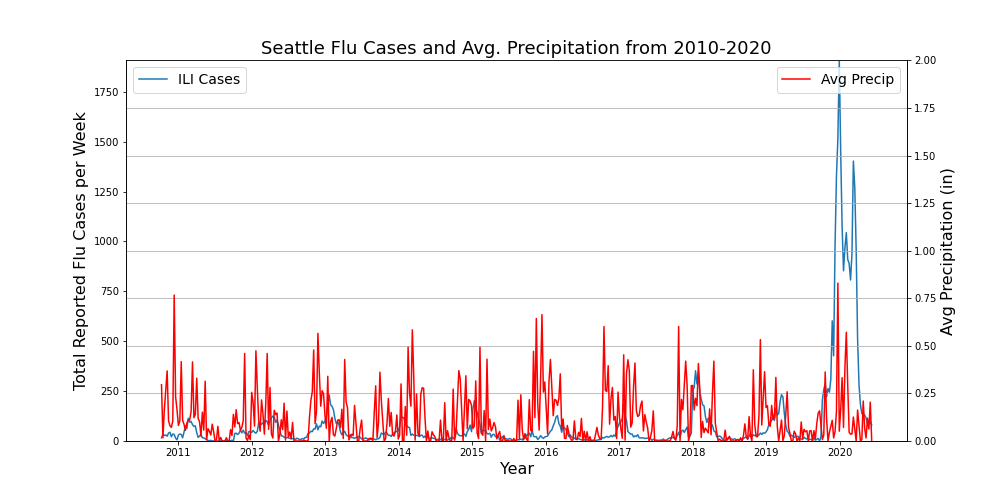 Seattle Flu Cases and Avg. Precipitation from 2010-2020
ILI Cases
Avg Precip
Total Reported Flu Cases per Week
1750
1500
1250
1000
750
500
250
0
2.00
1.75
1.50
1.25
1.00
0.75
0.50
0.25
0.00
Avg Precipitation (in)
2011 2012 2013 2014 2015 2016 2017 2018 2019 2020
Year